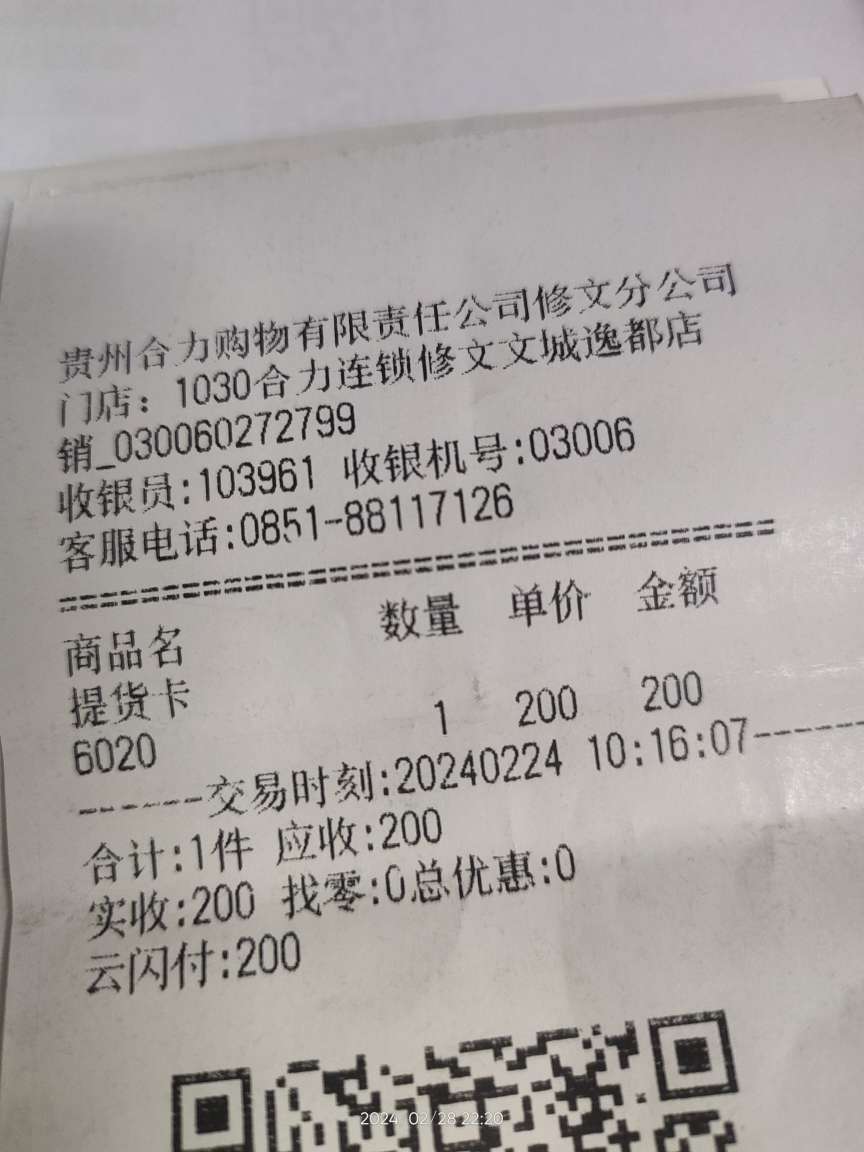 贵州合力购物有限责任公司修文分公司
门店：1030合力连锁修文文城逸都店
销_030060272799
收银员:103961 收银机号:03006
客服电话:0851-88117126
==================================
商品名 数量 单价 金额
提货卡
6020 1 200 200
------交易时刻:20240224 10:16:07------
合计:1件 应收:200
实收:200 找零:0总优惠:0
云闪付:200
2024 02/28 22:20